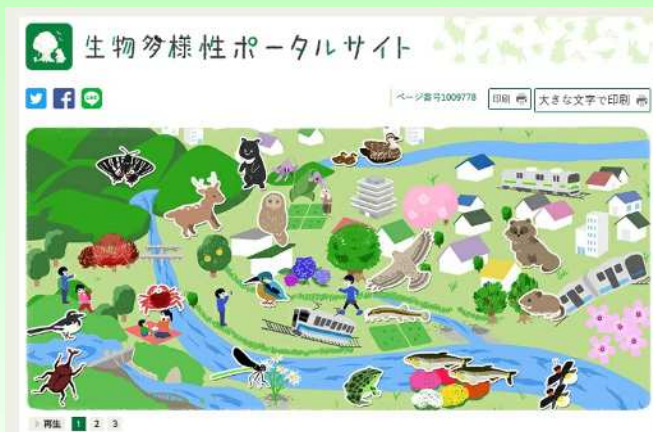 生物多様性ポータルサイト
ページ番号1009778
印刷
大きな文字で印刷
再生 1 2 3